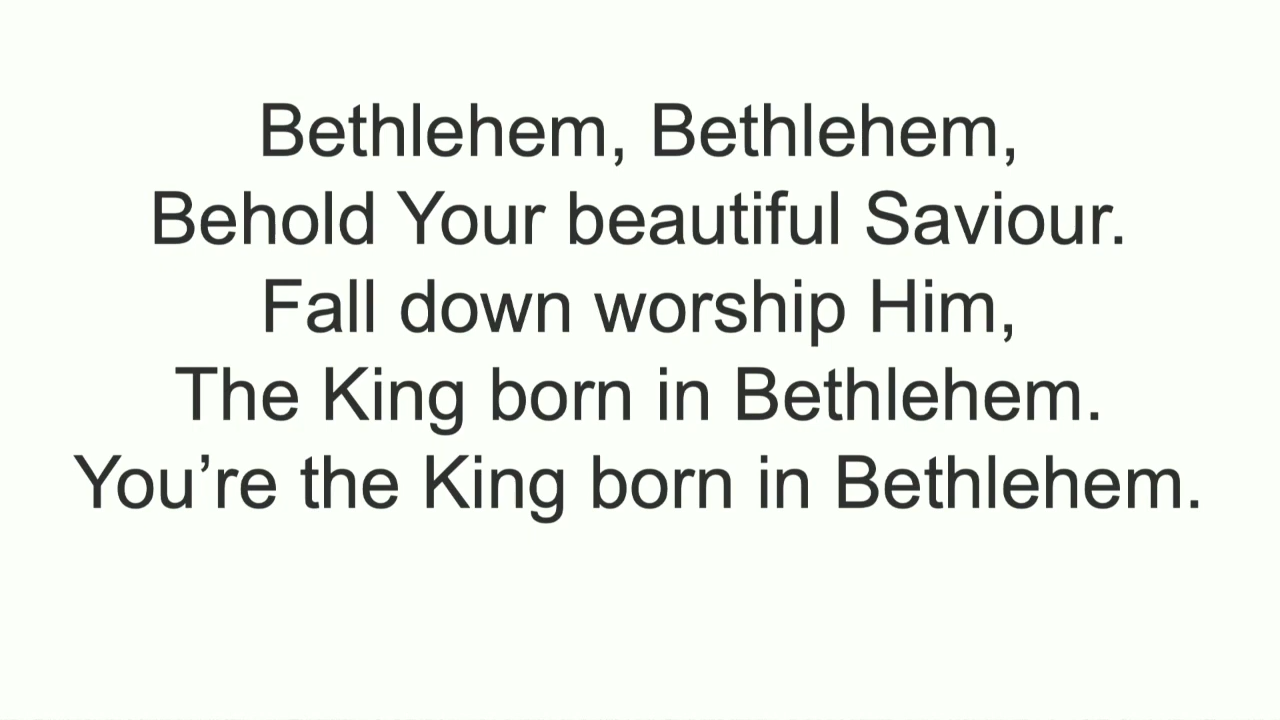 Bethlehem, Bethlehem,
Behold Your beautiful Saviour.
Fall down worship Him,
The King born in Bethlehem.
You’re the King born in Bethlehem.